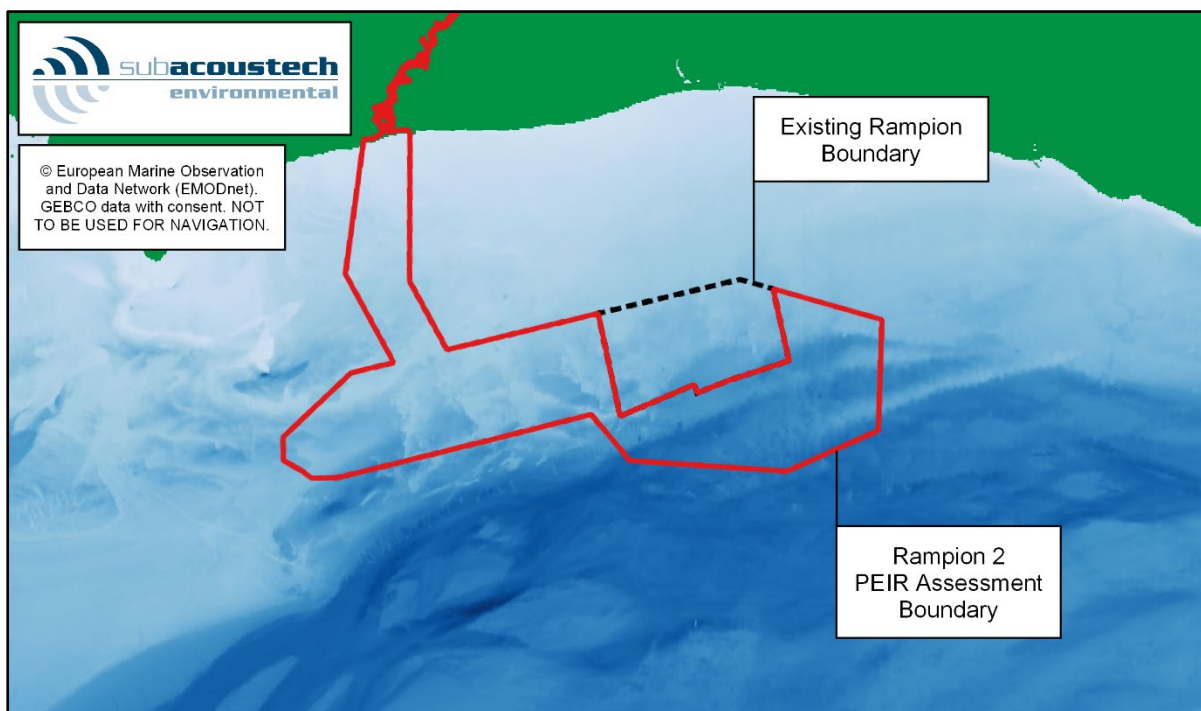 subacoustech
environmental
© European Marine Observation
and Data Network (EMODnet).
GEBCO data with consent. NOT
TO BE USED FOR NAVIGATION.
Existing Rampion
Boundary
Rampion 2
PEIR Assessment
Boundary